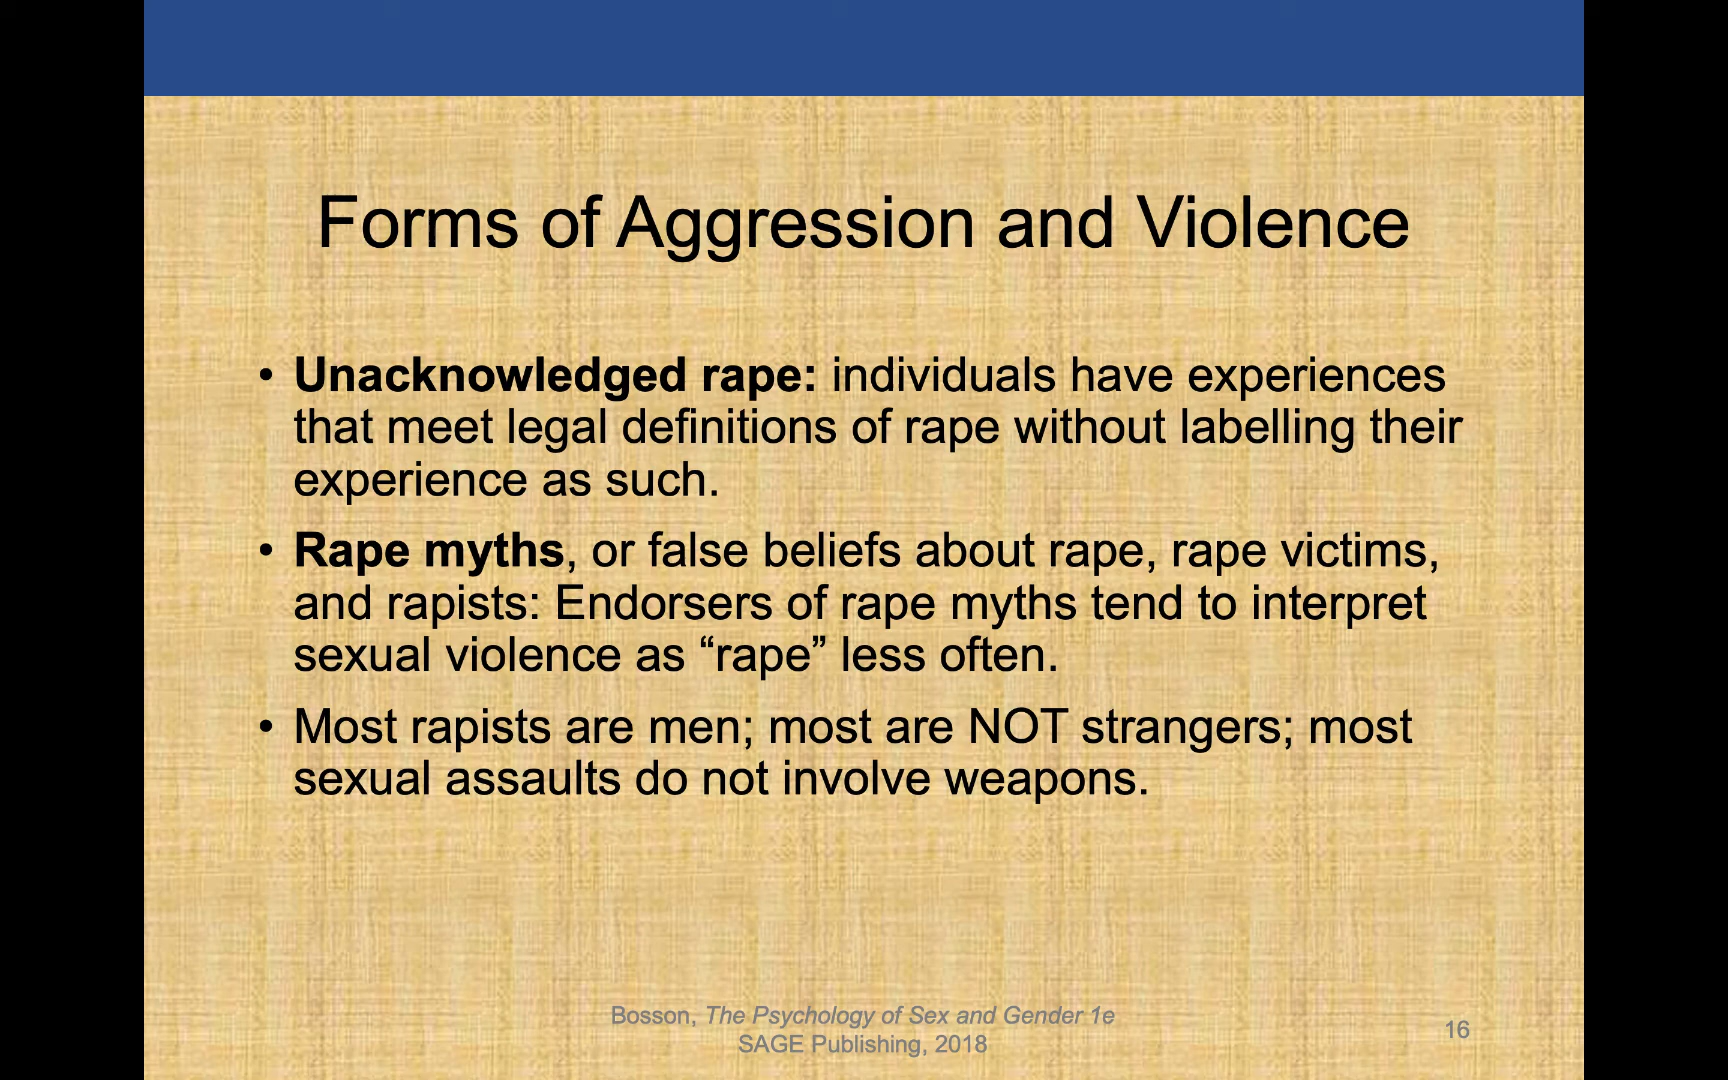 Forms of Aggression and Violence
• Unacknowledged rape: individuals have experiences
that meet legal definitions of rape without labelling their
experience as such.
• Rape myths, or false beliefs about rape, rape victims,
and rapists: Endorsers of rape myths tend to interpret
sexual violence as “rape” less often.
• Most rapists are men; most are NOT strangers; most
sexual assaults do not involve weapons.
Bosson, The Psychology of Sex and Gender 1e
SAGE Publishing, 2018
16